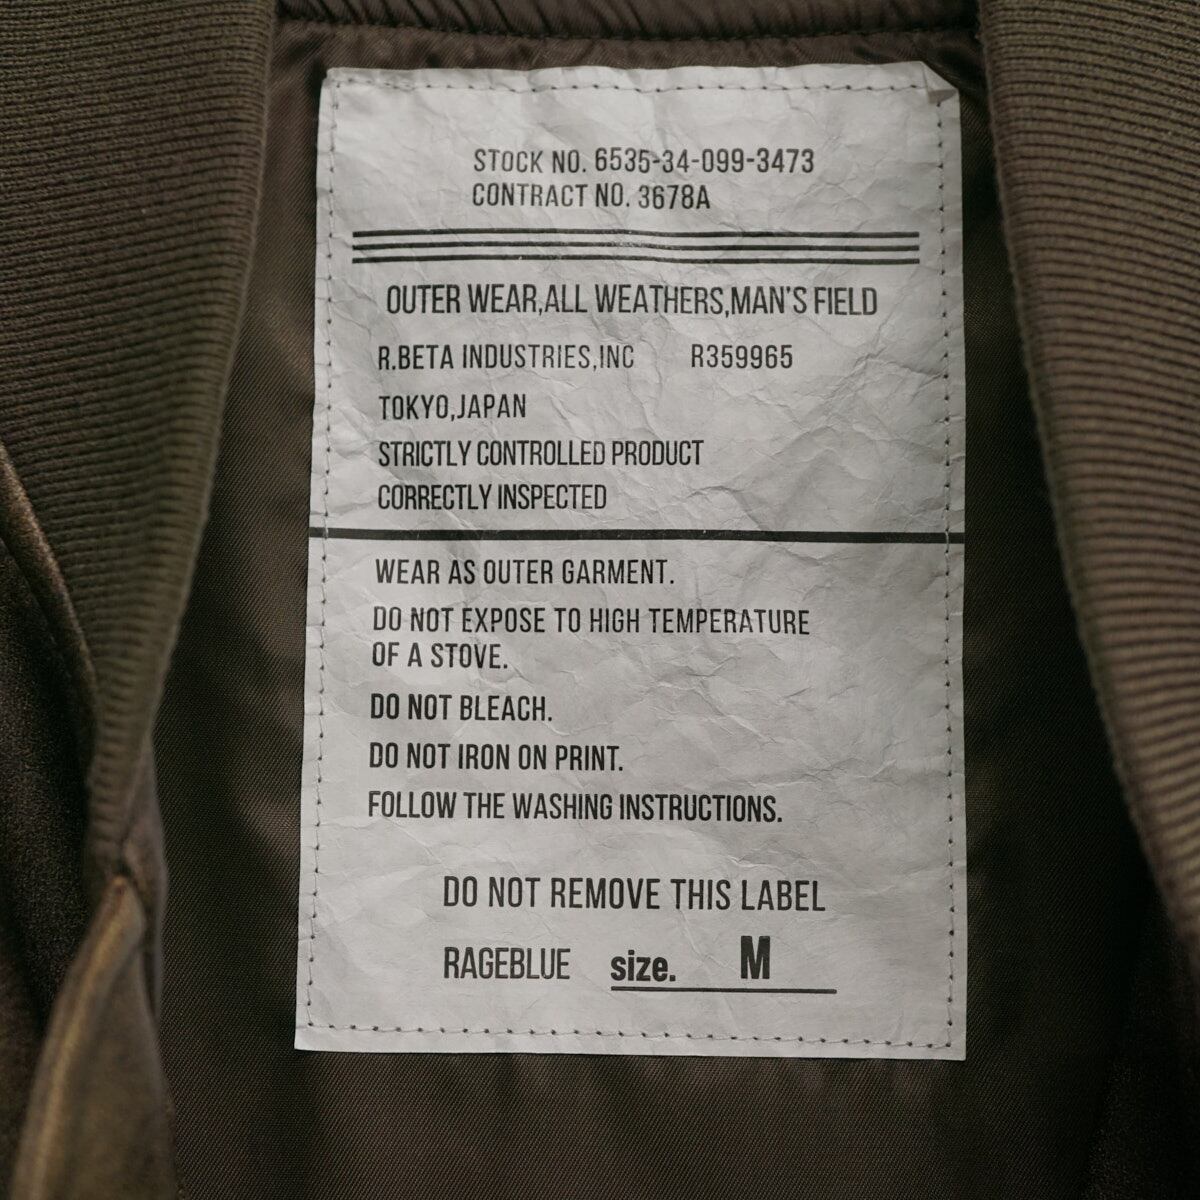 STOCK NO. 6535-34-099-3473
CONTRACT NO. 3678A
OUTER WEAR,ALL WEATHERS,MAN'S FIELD
R.BETA INDUSTRIES,INC R359965
TOKYO,JAPAN
STRICTLY CONTROLLED PRODUCT
CORRECTLY INSPECTED
WEAR AS OUTER GARMENT.
DO NOT EXPOSE TO HIGH TEMPERATURE
OF A STOVE.
DO NOT BLEACH.
DO NOT IRON ON PRINT.
FOLLOW THE WASHING INSTRUCTIONS.
DO NOT REMOVE THIS LABEL
RAGEBLUE size. M